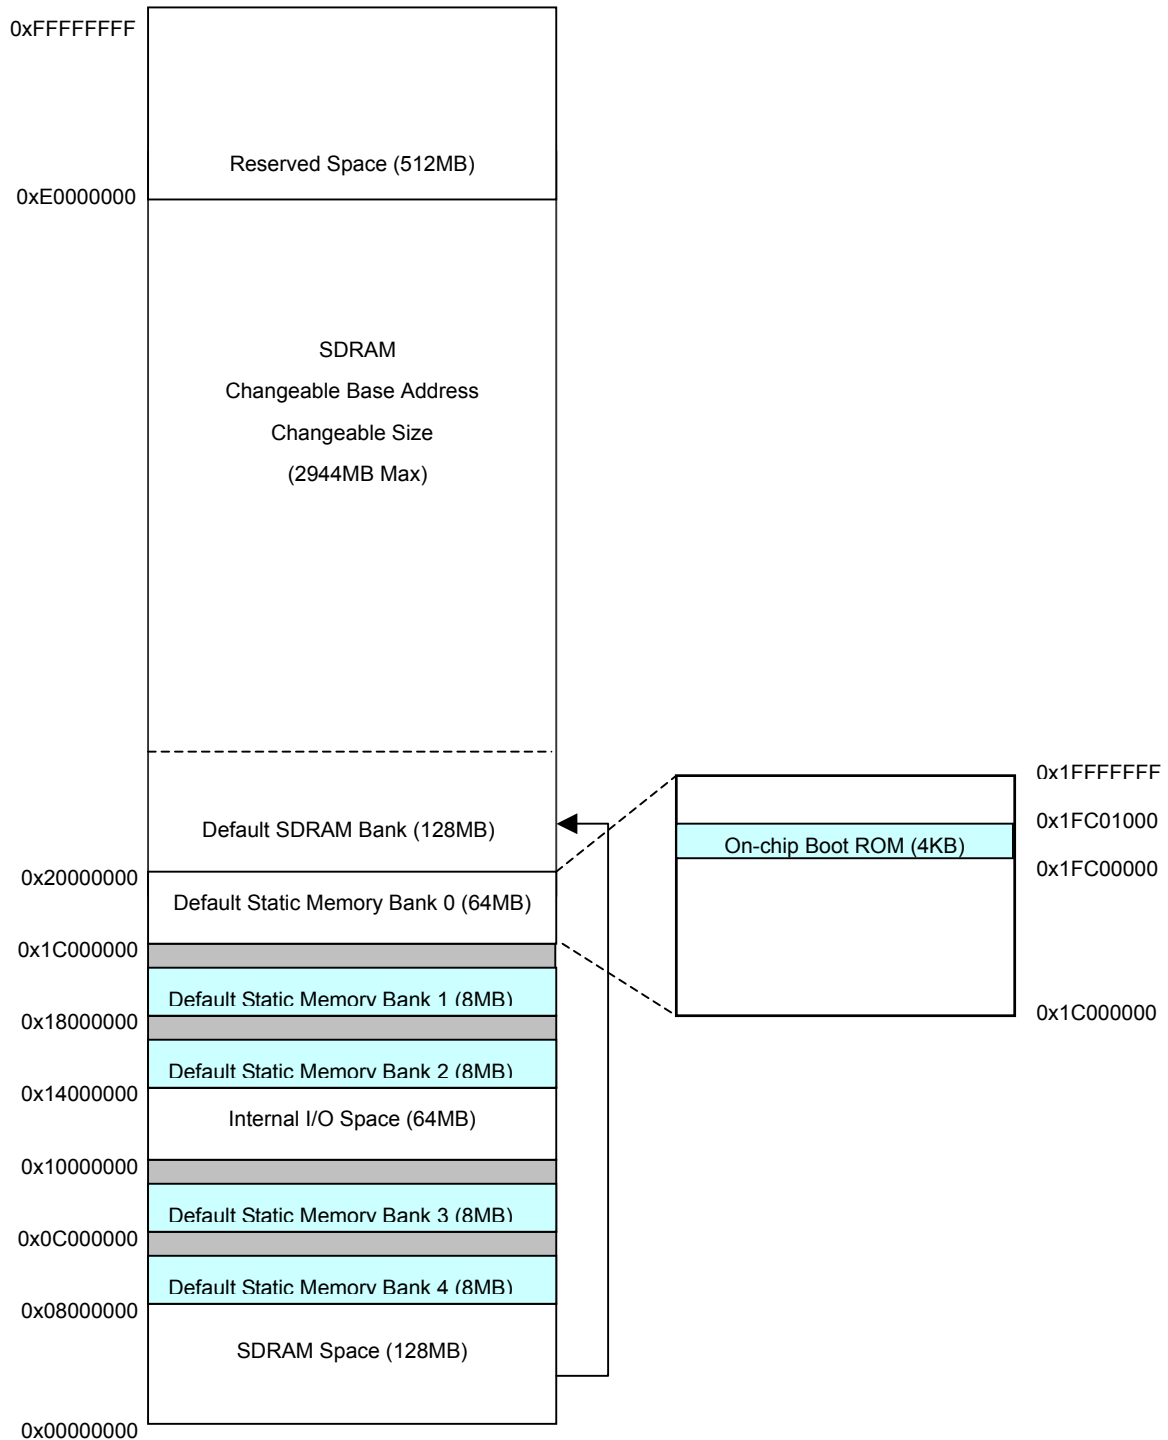 0xFFFFFFFF
Reserved Space (512MB)
0xE0000000
SDRAM
Changeable Base Address
Changeable Size
(2944MB Max)
0x1FFFFFFF
0x1FC01000
Default SDRAM Bank (128MB)
On-chip Boot ROM (4KB)
0x1FC00000
0x20000000
Default Static Memory Bank 0 (64MB)
0x1C000000
Default Static Memory Bank 1 (8MB)
0x1C000000
0x18000000
Default Static Memory Bank 2 (8MB)
0x14000000
Internal I/O Space (64MB)
0x10000000
Default Static Memory Bank 3 (8MB)
0x0C000000
Default Static Memory Bank 4 (8MB)
0x08000000
SDRAM Space (128MB)
0x00000000